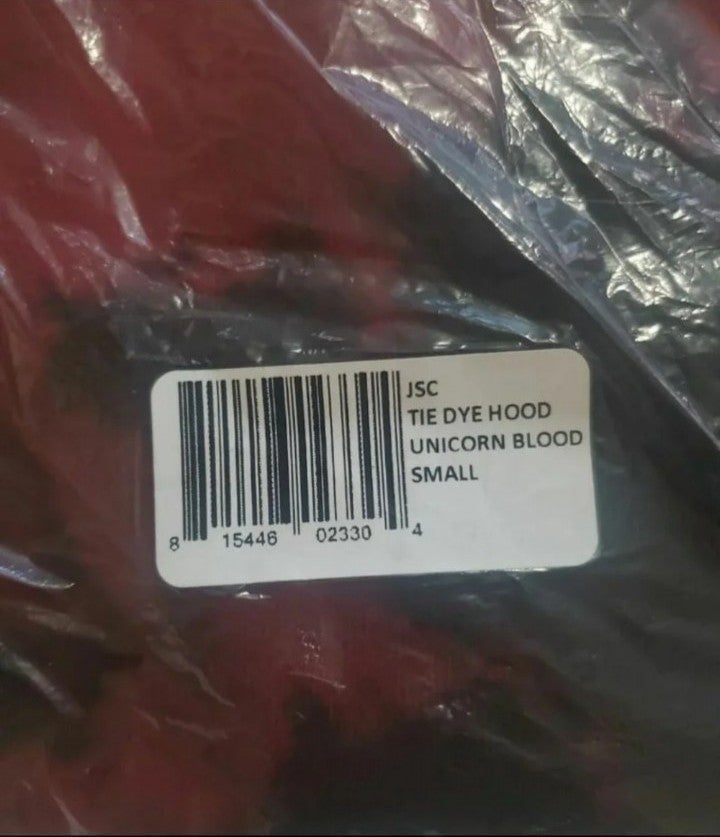 JSC
TIE DYE HOOD
UNICORN BLOOD
SMALL
8 15446 02330 4